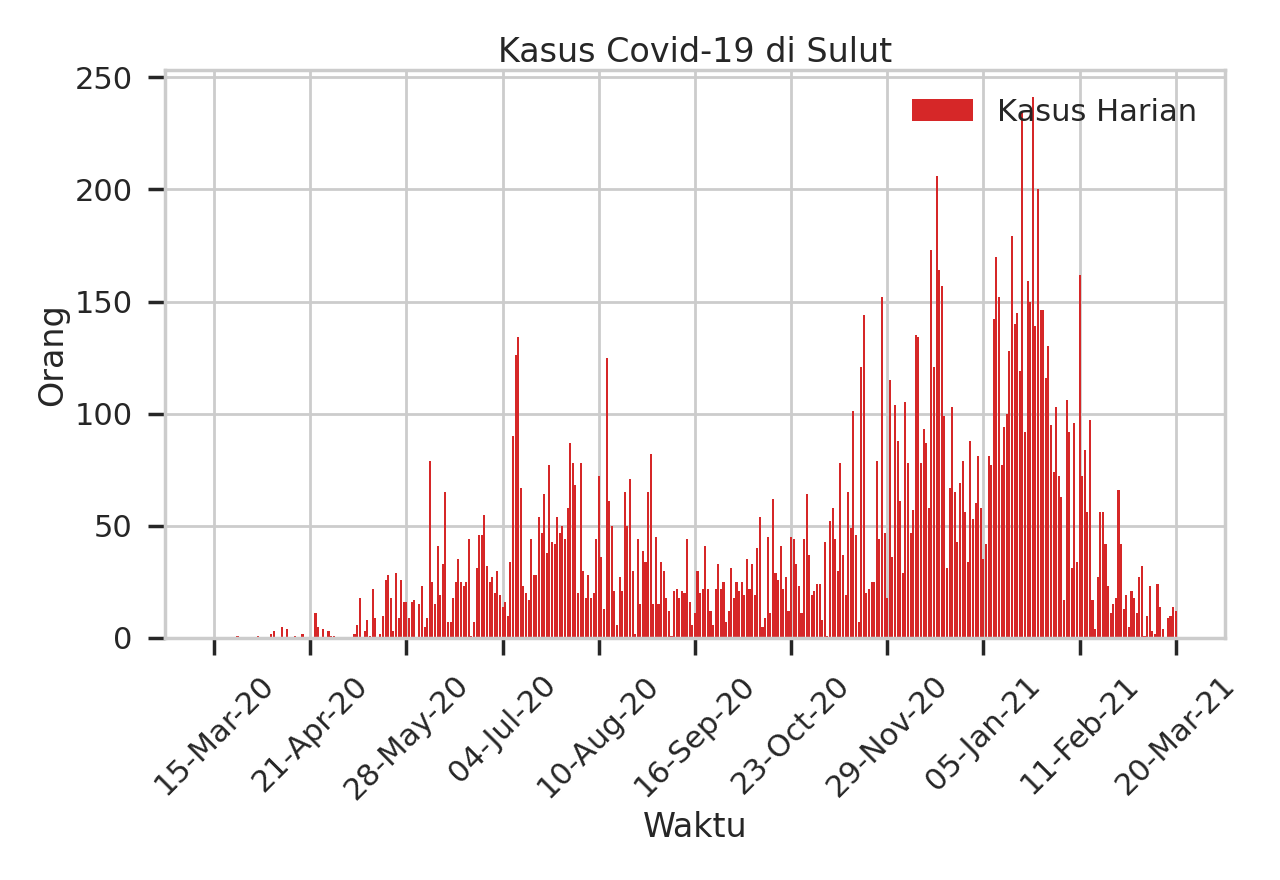 Kasus Covid-19 di Sulut
250
200
150
100
50
0
Orang
Kasus Harian
15-Mar-20
21-Apr-20
28-May-20
04-Jul-20
10-Aug-20
16-Sep-20
23-Oct-20
29-Nov-20
05-Jan-21
11-Feb-21
20-Mar-21
Waktu